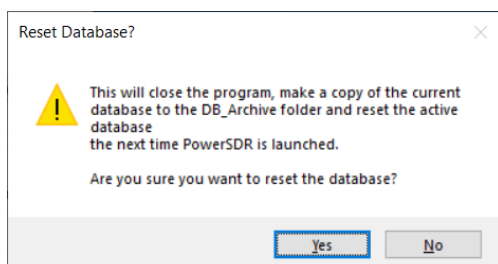 Reset Database?
This will close the program, make a copy of the current
database to the DB_Archive folder and reset the active
database
the next time PowerSDR is launched.
Are you sure you want to reset the database?
Yes
No